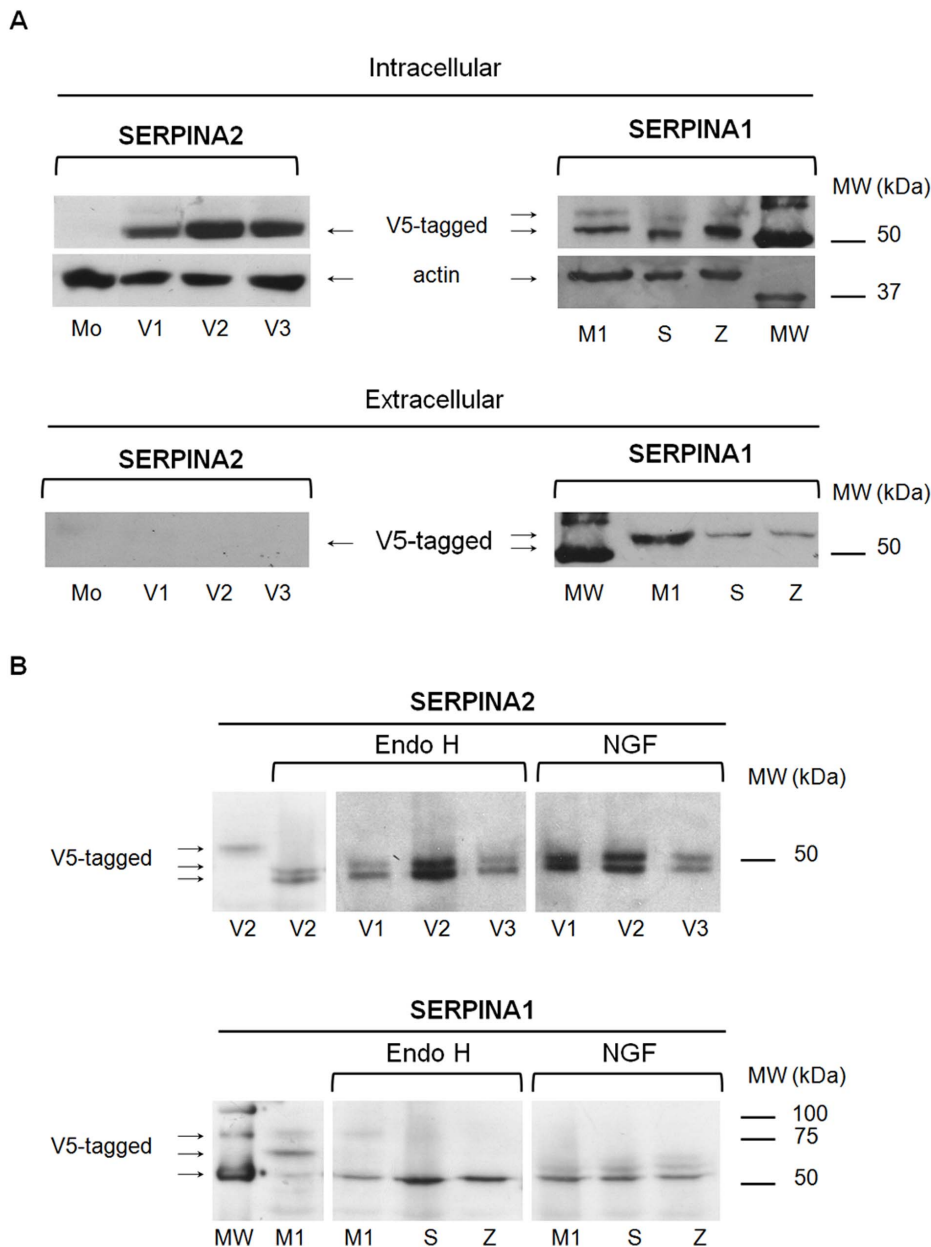 A
Intracellular
SERPINA2 SERPINA1
MW (kDa)
V5-tagged 50
actin 37
Mo V1 V2 V3 M1 S Z MW
Extracellular
SERPINA2 SERPINA1
MW (kDa)
V5-tagged 50
Mo V1 V2 V3 MW M1 S Z
B
SERPINA2
Endo H NGF
MW (kDa)
V5-tagged 50
V2 V2 V1 V2 V3 V1 V2 V3
SERPINA1
Endo H NGF
MW (kDa)
100
V5-tagged 75
50
MW M1 M1 S Z M1 S Z